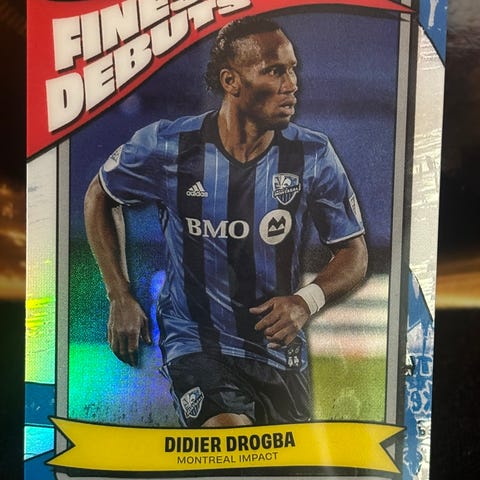 FINEST
DEBUTS
adidas
BMO
DIDIER DROGBA
MONTREAL IMPACT